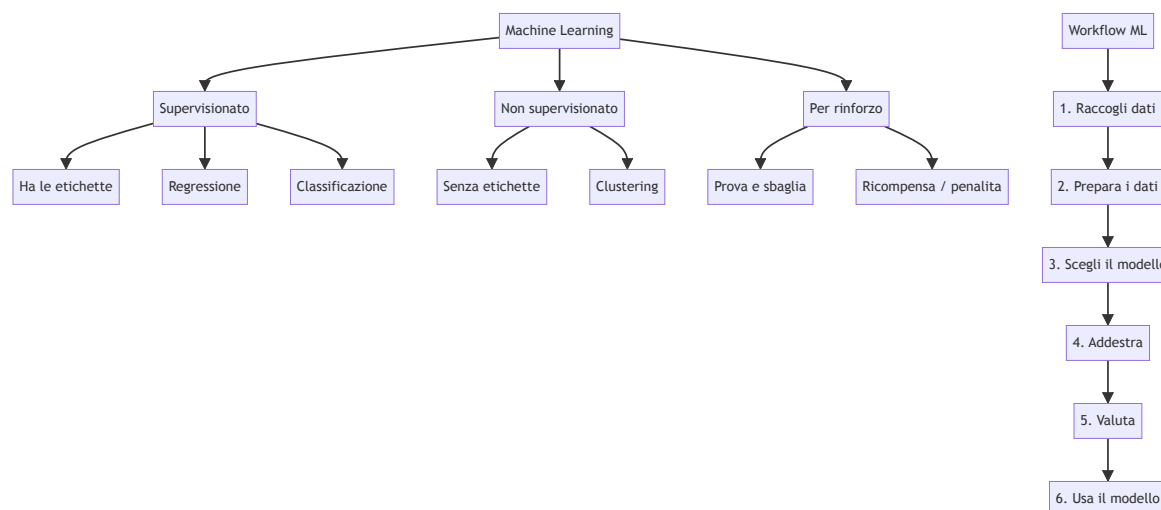 Machine Learning
Supervisionato
Non supervisionato
Per rinforzo
Ha le etichette
Regressione
Classificazione
Senza etichette
Clustering
Prova e sbaglia
Ricompensa / penalita
Workflow ML
1. Raccogli dati
2. Prepara i dati
3. Scegli il modello
4. Addestra
5. Valuta
6. Usa il modello